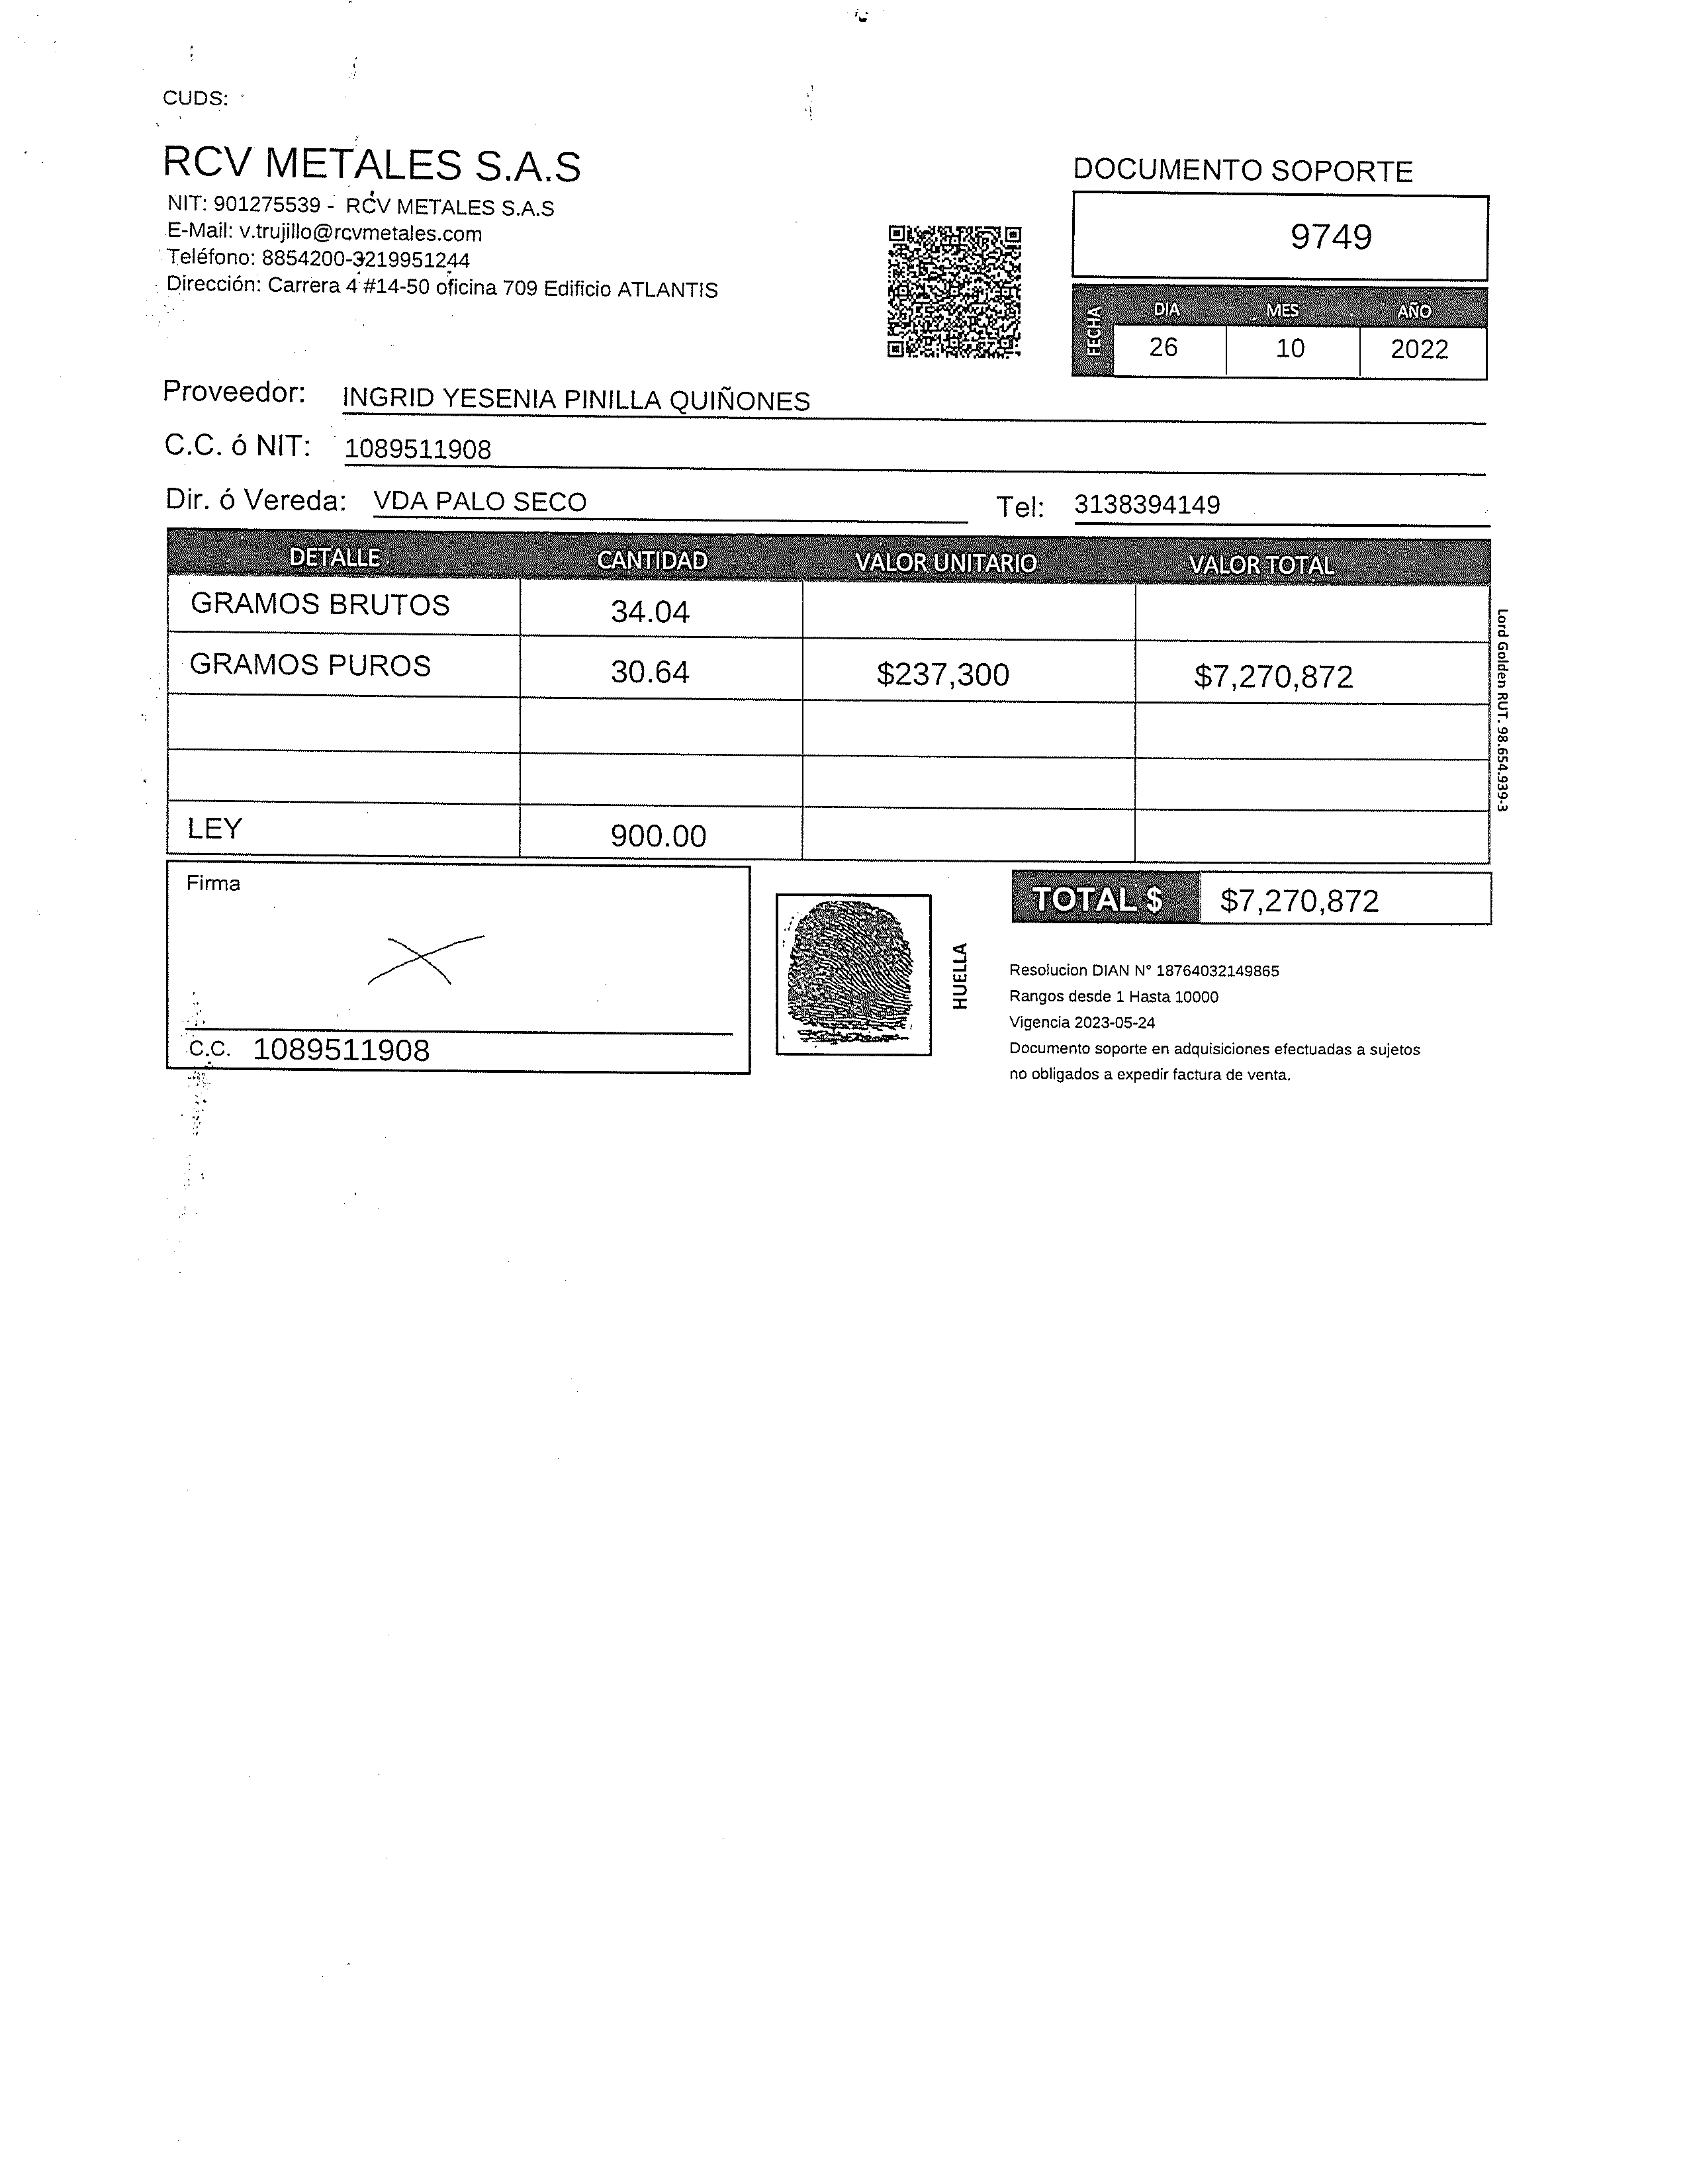 CUDS:
RCV METALES S.A.S
NIT: 901275539 - RCV METALES S.A.S
E-Mail: v.trujillo@rcvmetales.com
Teléfono: 8854200-3219951244
Dirección: Carrera 4 #14-50 oficina 709 Edificio ATLANTIS
DOCUMENTO SOPORTE
9749
FECHA
DIA MES AÑO
26 10 2022
Proveedor: INGRID YESENIA PINILLA QUIÑONES
C.C. ó NIT: 1089511908
Dir. ó Vereda: VDA PALO SECO Tel: 3138394149
DETALLE CANTIDAD VALOR UNITARIO VALOR TOTAL
GRAMOS BRUTOS 34.04
GRAMOS PUROS 30.64 $237,300 $7,270,872
LEY 900.00
Lord Golden RUT. 98.654.939-3
Firma
C.C. 1089511908
HUELLA
TOTAL $ $7,270,872
Resolucion DIAN N° 18764032149865
Rangos desde 1 Hasta 10000
Vigencia 2023-05-24
Documento soporte en adquisiciones efectuadas a sujetos
no obligados a expedir factura de venta.